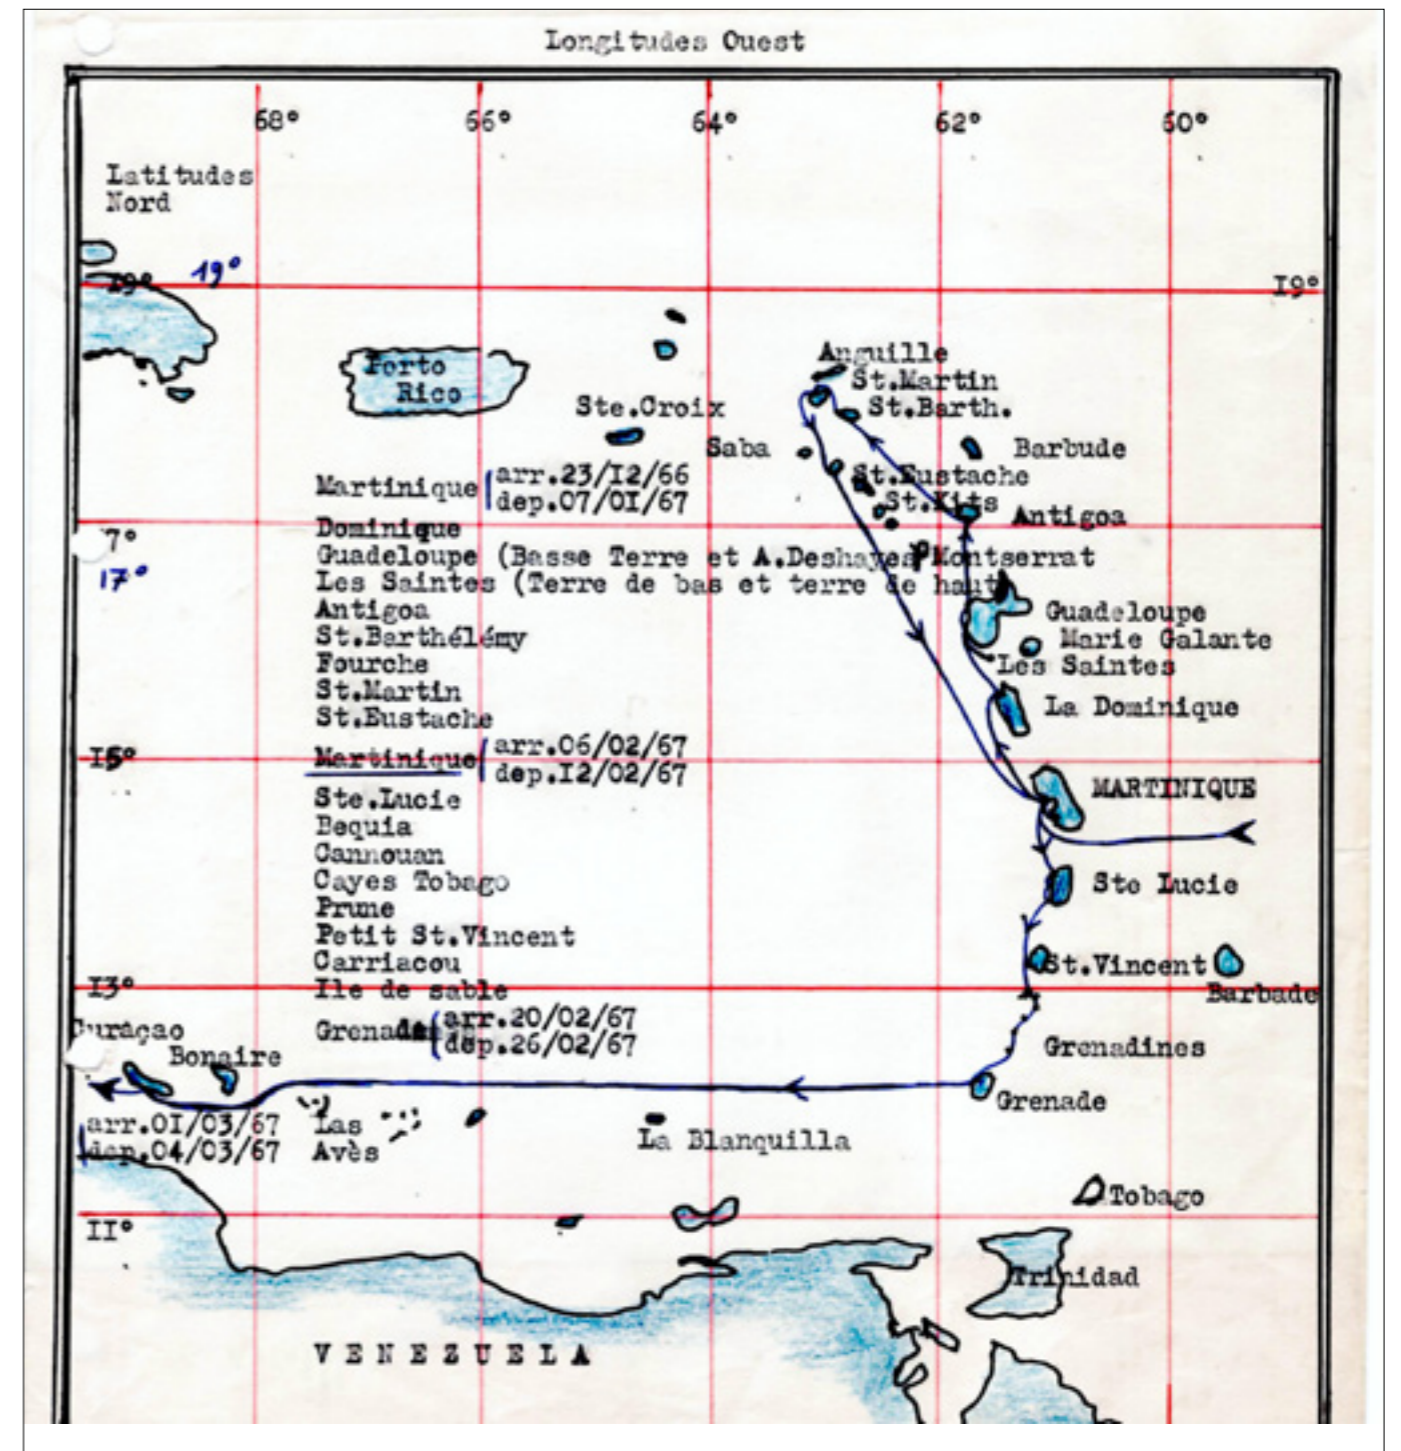 Longitudes Ouest
68° 66° 64° 62° 60°
Latitudes
Nord
19° 19° 19°
Anguille
Porto
Rico
St.Martin
Ste.Croix
St.Barth.
Saba
Barbude
St.Eustache
Martinique arr.23/12/66
dep.07/01/67
St.Kits
Antigoa
7°
17°
Dominique
Guadeloupe (Basse Terre et A.Deshayes)
Montserrat
Les Saintes (Terre de bas et terre de haut)
Antigoa
Guadeloupe
St.Barthélémy
Marie Galante
Fourche
Les Saintes
St.Martin
La Dominique
St.Eustache
15°
Martinique arr.06/02/67
dep.12/02/67
MARTINIQUE
Ste.Lucie
Bequia
Cannouan
Cayes Tobago
Ste Lucie
Prune
Petit St.Vincent
Carriacou
St.Vincent
13°
Ile de sable
Barbade
Curaçao
Grenade arr.20/02/67
dep.26/02/67
Bonaire
Grenadines
Grenade
arr.01/03/67
dep.04/03/67
Las
Avès
La Blanquilla
Tobago
11°
Trinidad
VENEZUELA